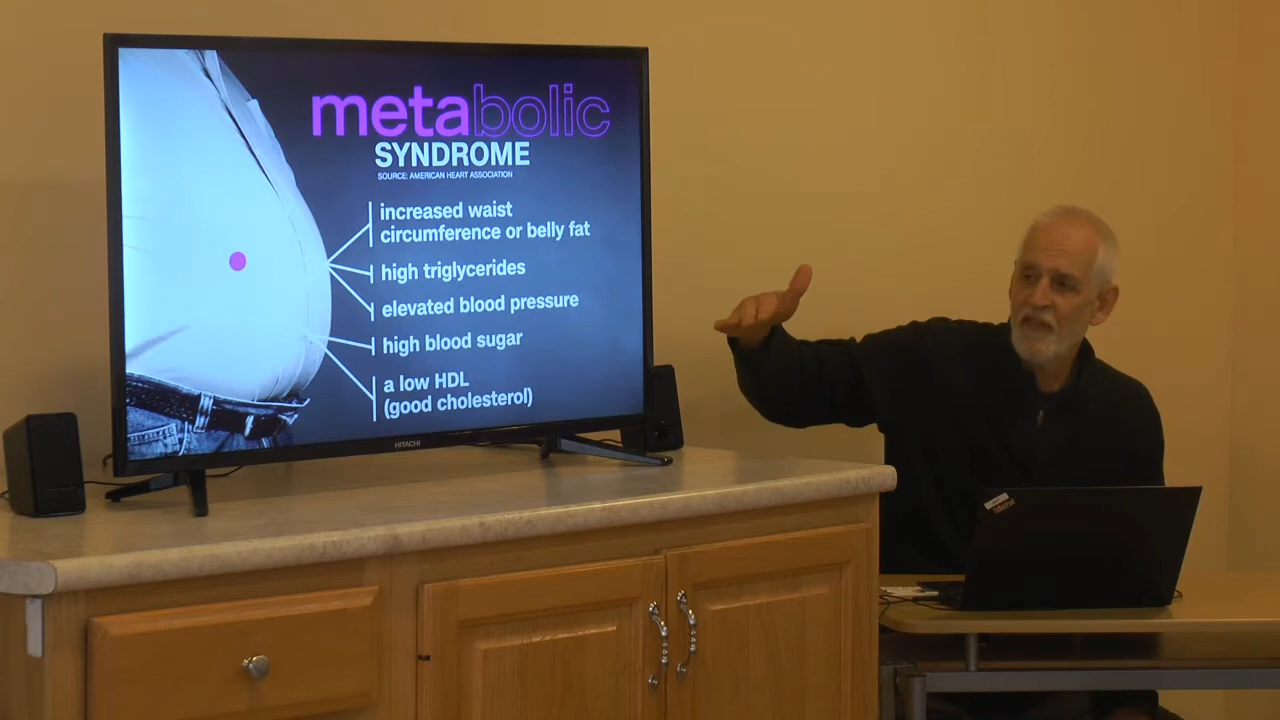 metabolic
SYNDROME
SOURCE: AMERICAN HEART ASSOCIATION
increased waist
circumference or belly fat
high triglycerides
elevated blood pressure
high blood sugar
a low HDL
(good cholesterol)
HITACHI
ThinkPad